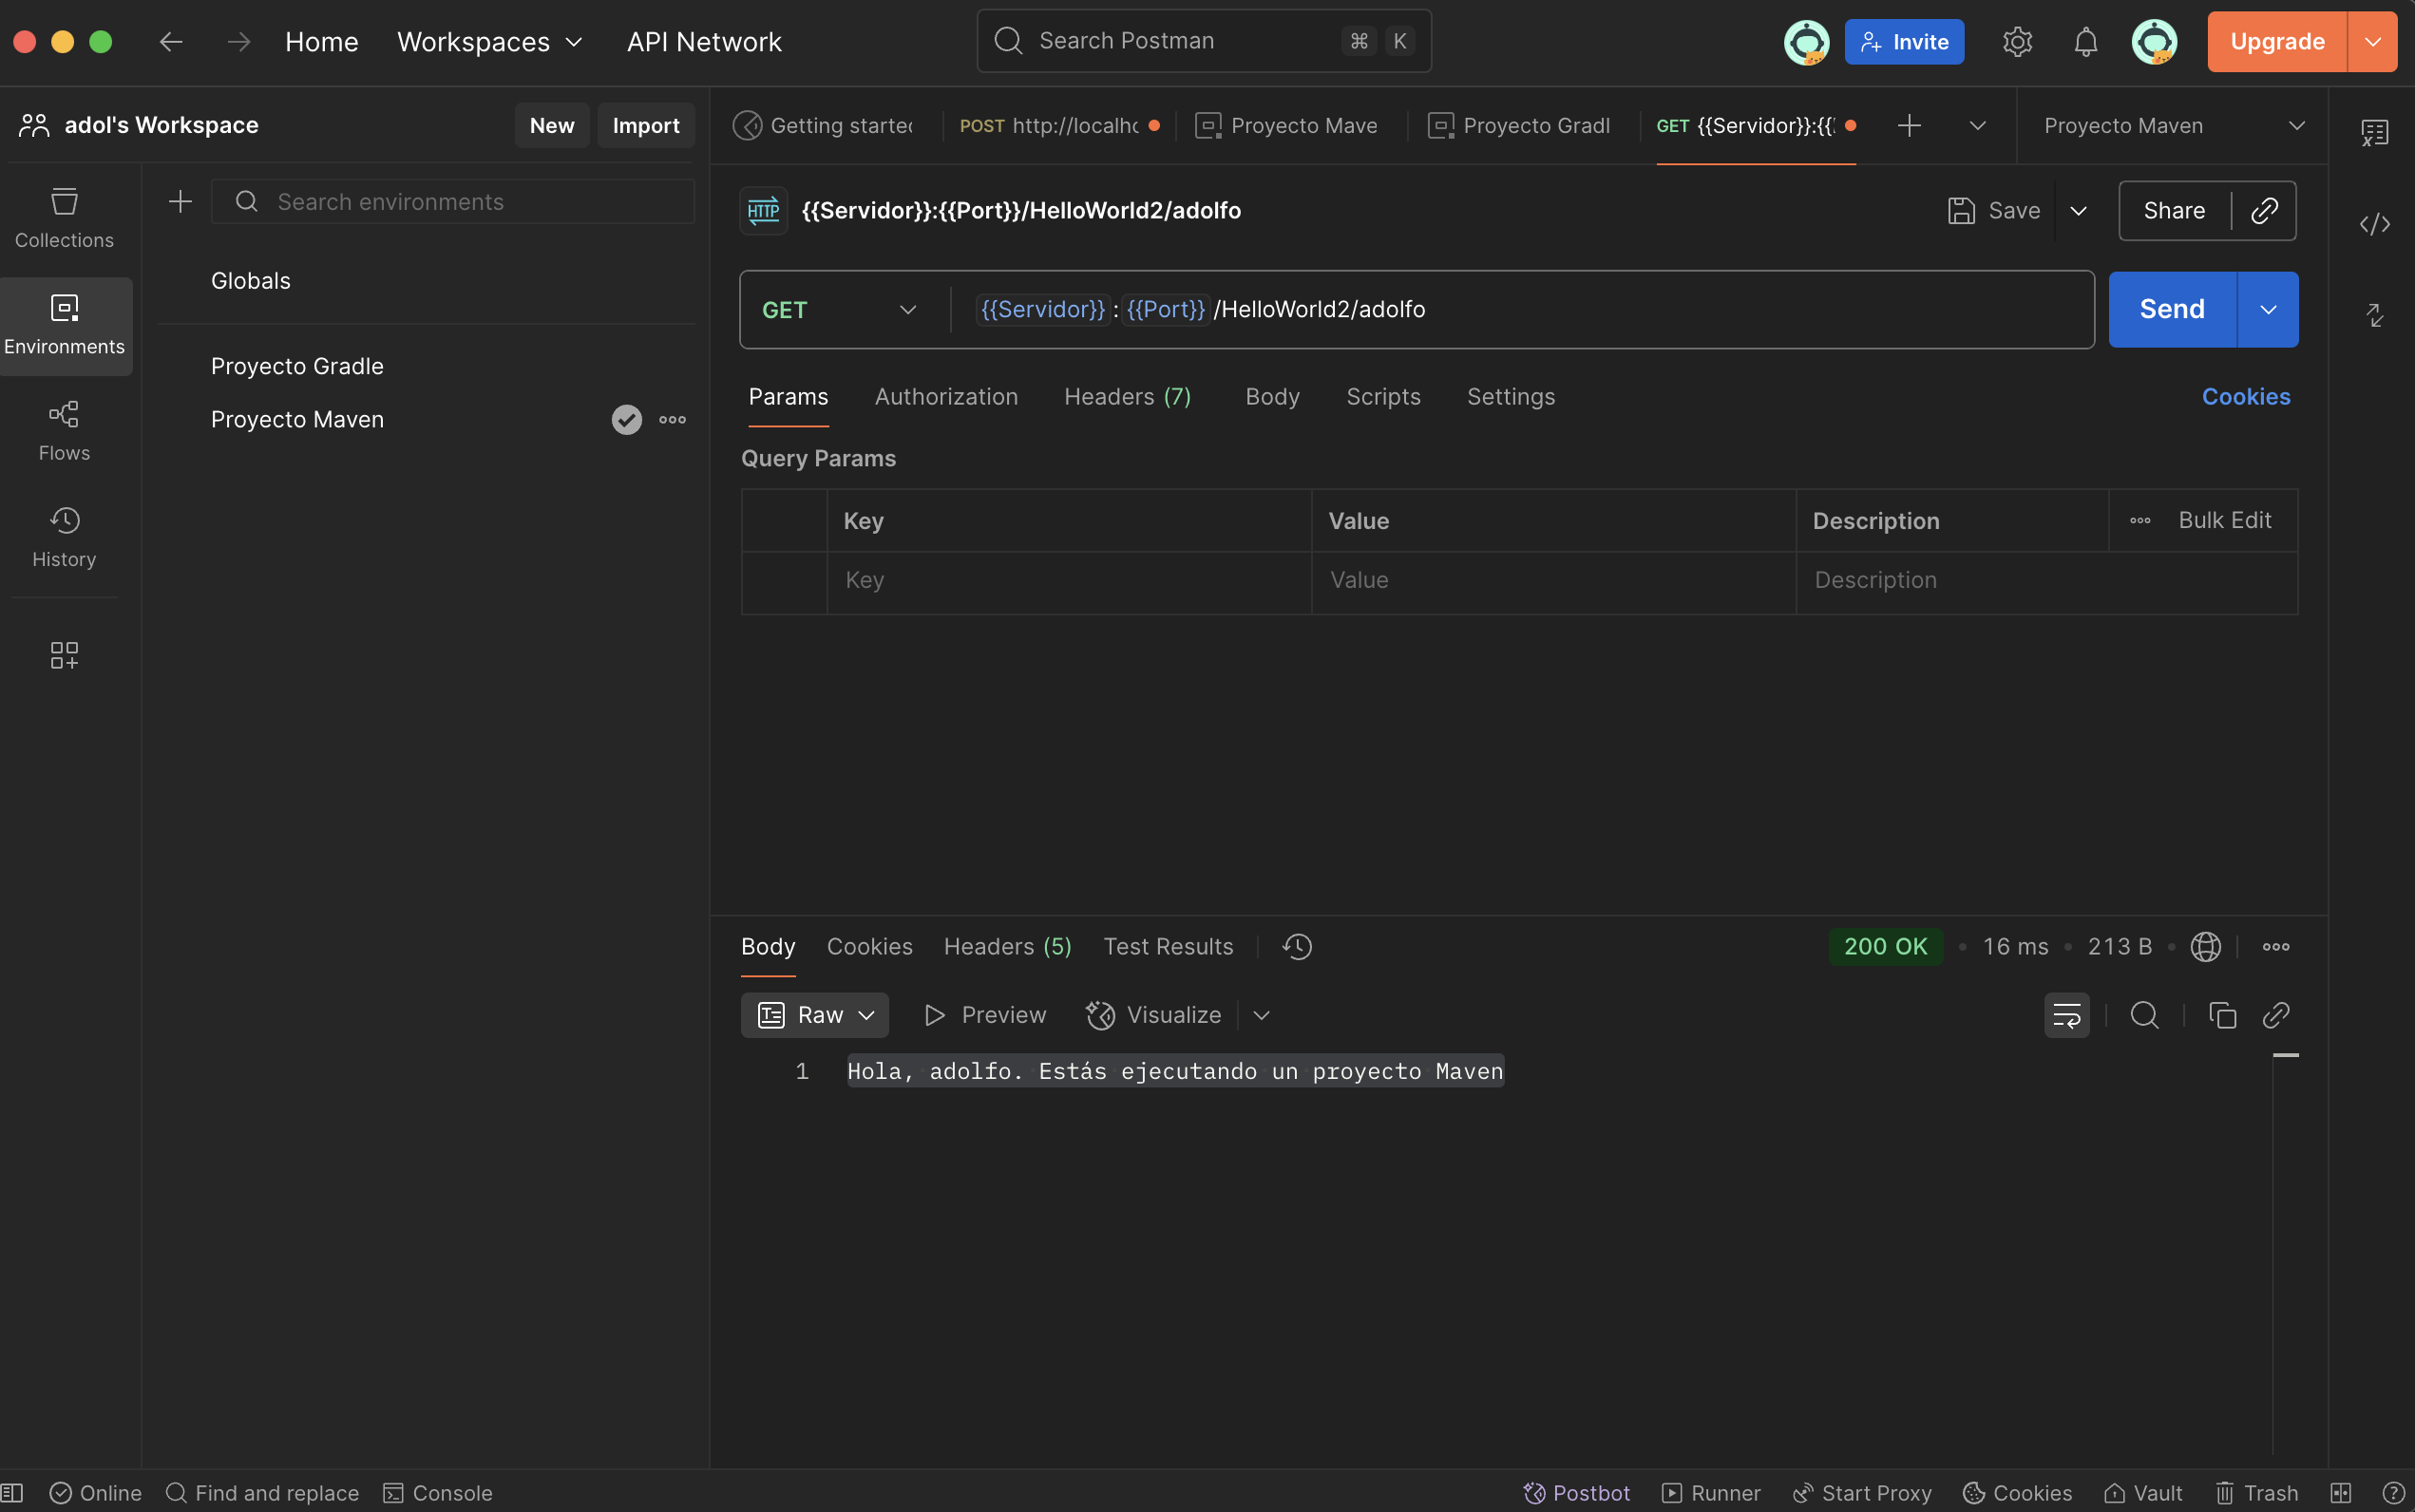 Home Workspaces API Network Search Postman ⌘ K Invite Upgrade
adol's Workspace New Import
Collections
Environments
Flows
History
Search environments
Globals
Proyecto Gradle
Proyecto Maven
Getting started POST http://localho Proyecto Mave Proyecto Gradl GET {{Servidor}}:{{ Proyecto Maven
HTTP {{Servidor}}:{{Port}}/HelloWorld2/adolfo Save Share
GET {{Servidor}}:{{Port}}/HelloWorld2/adolfo Send
Params Authorization Headers (7) Body Scripts Settings Cookies
Query Params
Key Value Description Bulk Edit
Key Value Description
Body Cookies Headers (5) Test Results 200 OK 16 ms 213 B
Raw Preview Visualize
1 Hola, adolfo. Estás ejecutando un proyecto Maven
Online Find and replace Console Postbot Runner Start Proxy Cookies Vault Trash